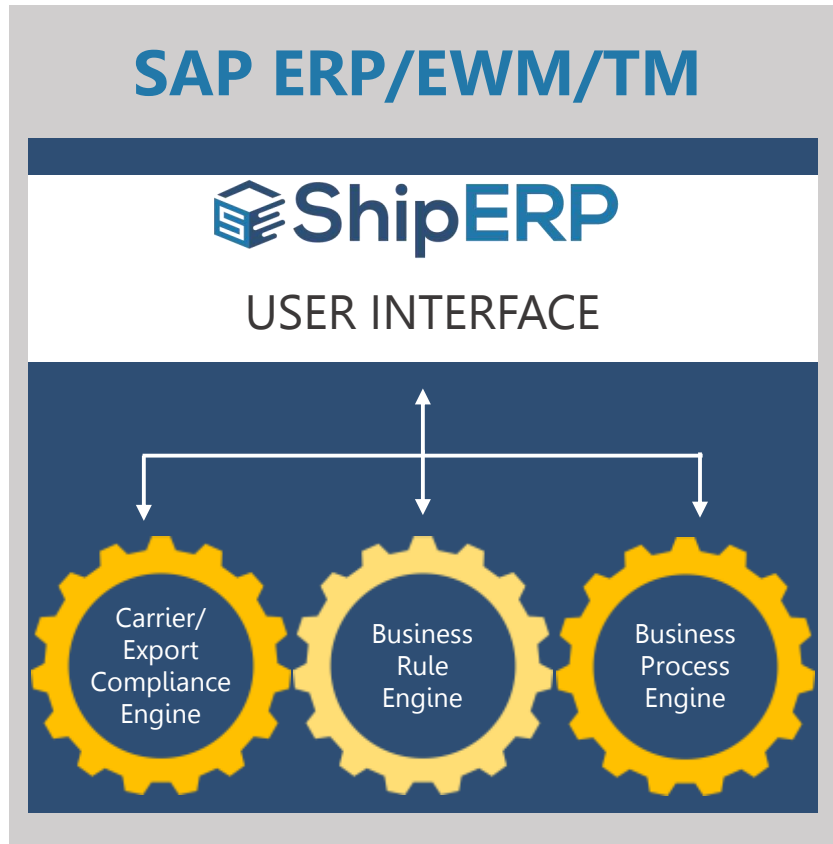 SAP ERP/EWM/TM
ShipERP
USER INTERFACE
Carrier/
Export
Compliance
Engine
Business
Rule
Engine
Business
Process
Engine